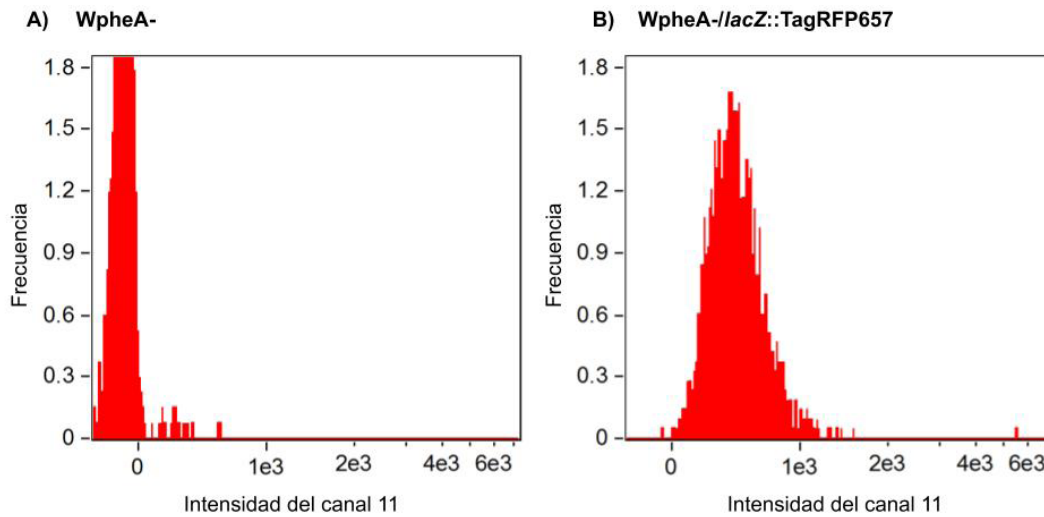 A) WpheA-
1.8
1.5
1.2
0.9
0.6
0.3
0
Frecuencia
0 1e3 2e3 4e3 6e3
Intensidad del canal 11
B) WpheA-/lacZ::TagRFP657
1.8
1.5
1.2
0.9
0.6
0.3
0
Frecuencia
0 1e3 2e3 4e3 6e3
Intensidad del canal 11